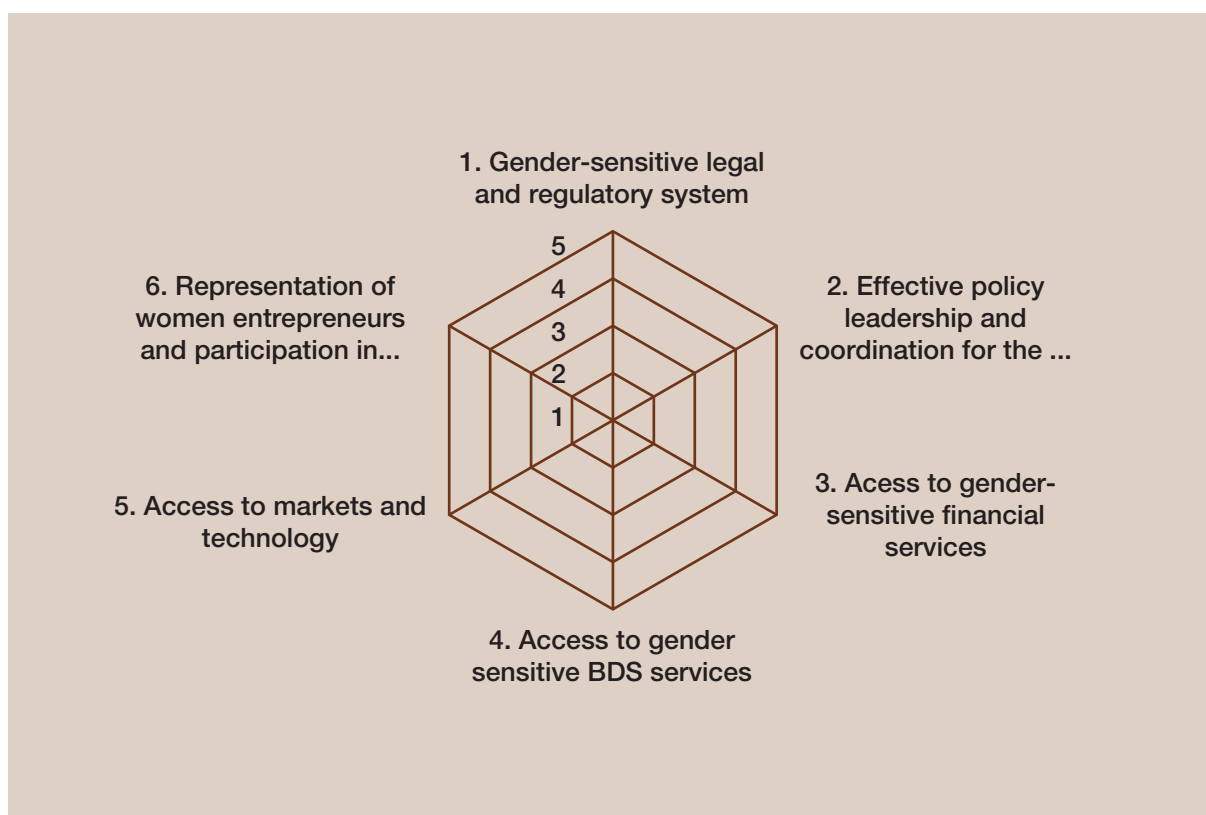 1. Gender-sensitive legal
and regulatory system
5
4
3
2
1
2. Effective policy
leadership and
coordination for the ...
3. Acess to gender-
sensitive financial
services
4. Access to gender
sensitive BDS services
5. Access to markets and
technology
6. Representation of
women entrepreneurs
and participation in...